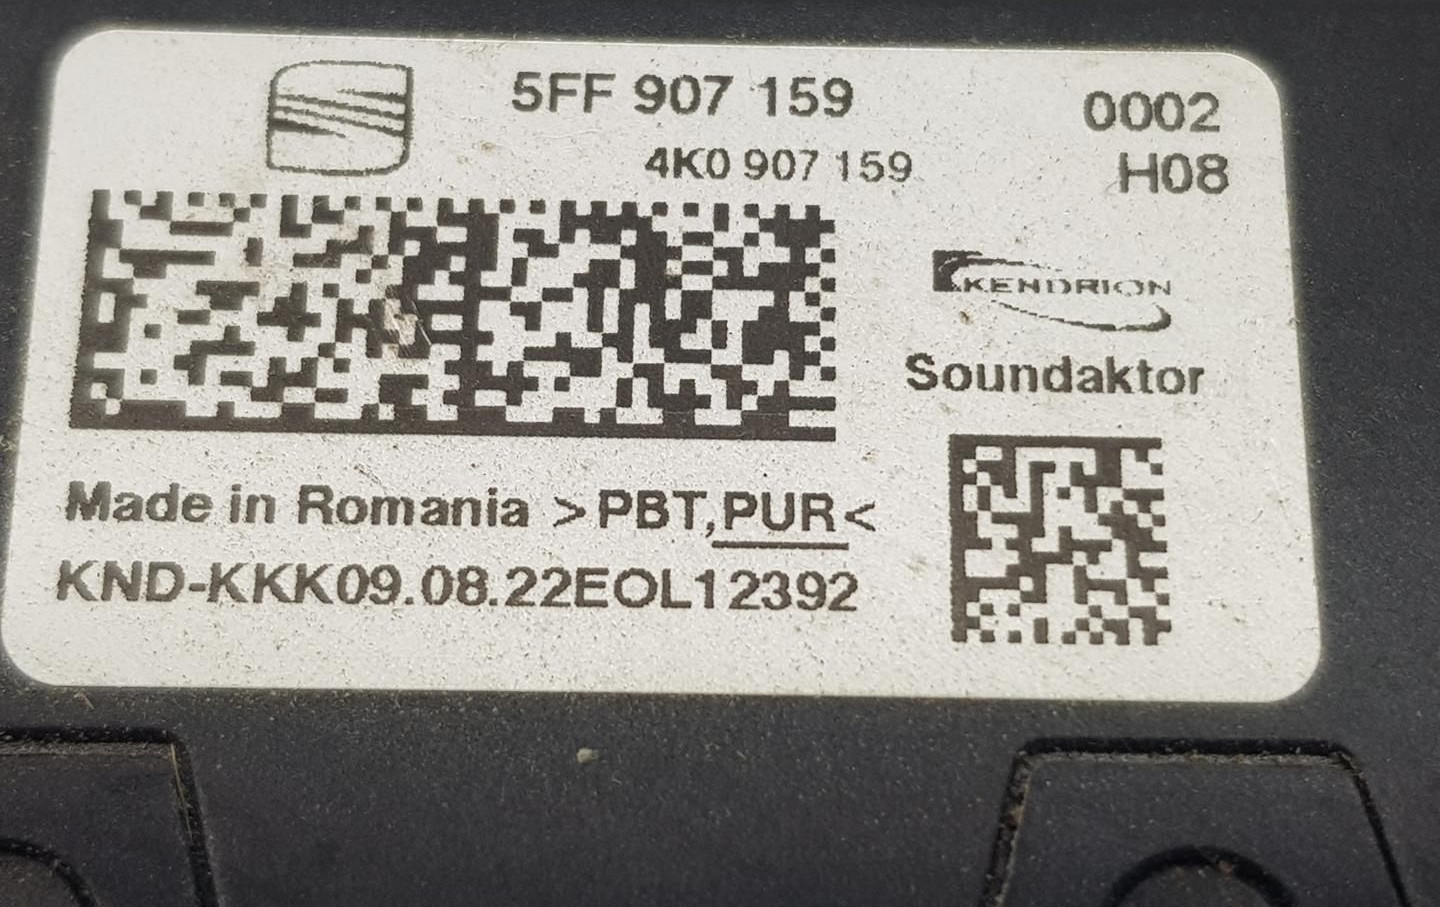 5FF 907 159 0002
4K0 907 159 H08
KENDRION
Soundaktor
Made in Romania >PBT,PUR<
KND-KKK09.08.22EOL12392